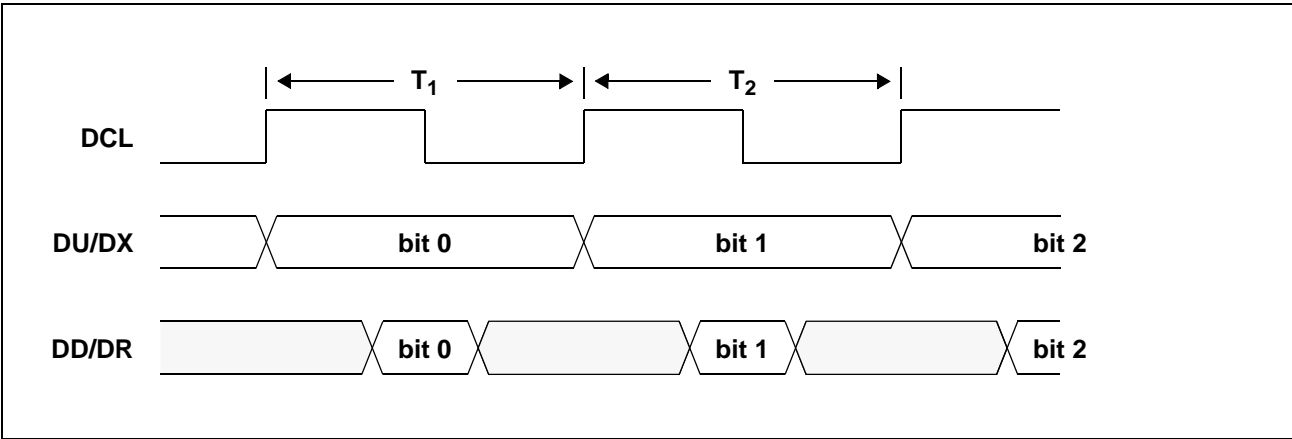 T1 T2
DCL
DU/DX bit 0 bit 1 bit 2
DD/DR bit 0 bit 1 bit 2